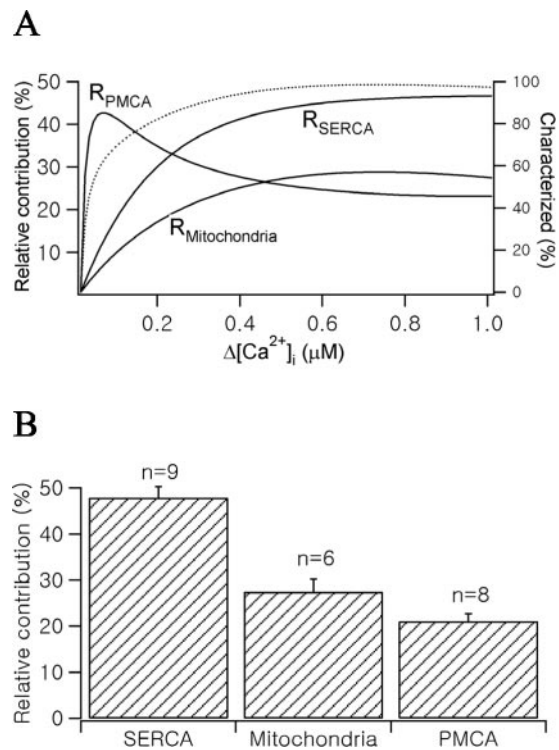 A
Relative contribution (%)
50
40
30
20
10
R_PMCA
R_SERCA
R_Mitochondria
100
80
60
40
20
0
Characterized (%)
0.2
0.4
0.6
0.8
1.0
Δ[Ca²⁺]ᵢ (μM)
B
Relative contribution (%)
50
40
30
20
10
0
n=9
n=6
n=8
SERCA
Mitochondria
PMCA